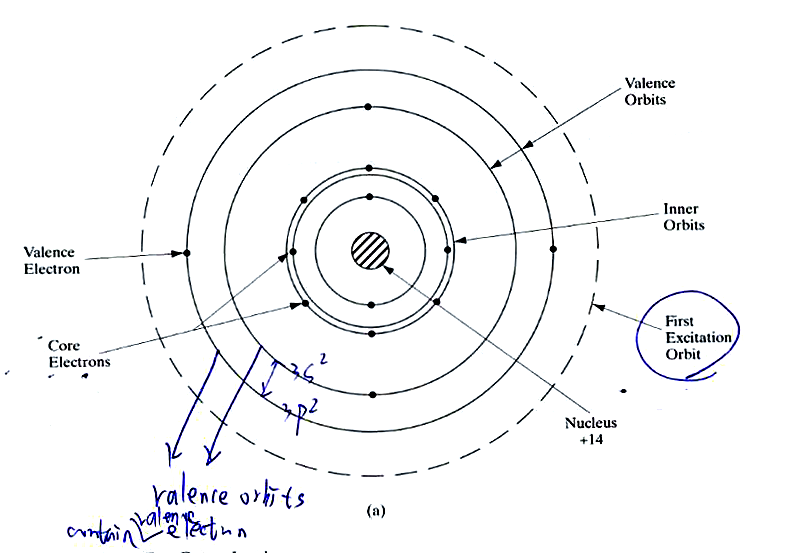 Valence
Orbits
Inner
Orbits
Valence
Electron
First
Excitation
Orbit
Core
Electrons
3s²
3p²
Nucleus
+14
valence orbits
contain valence electron
(a)